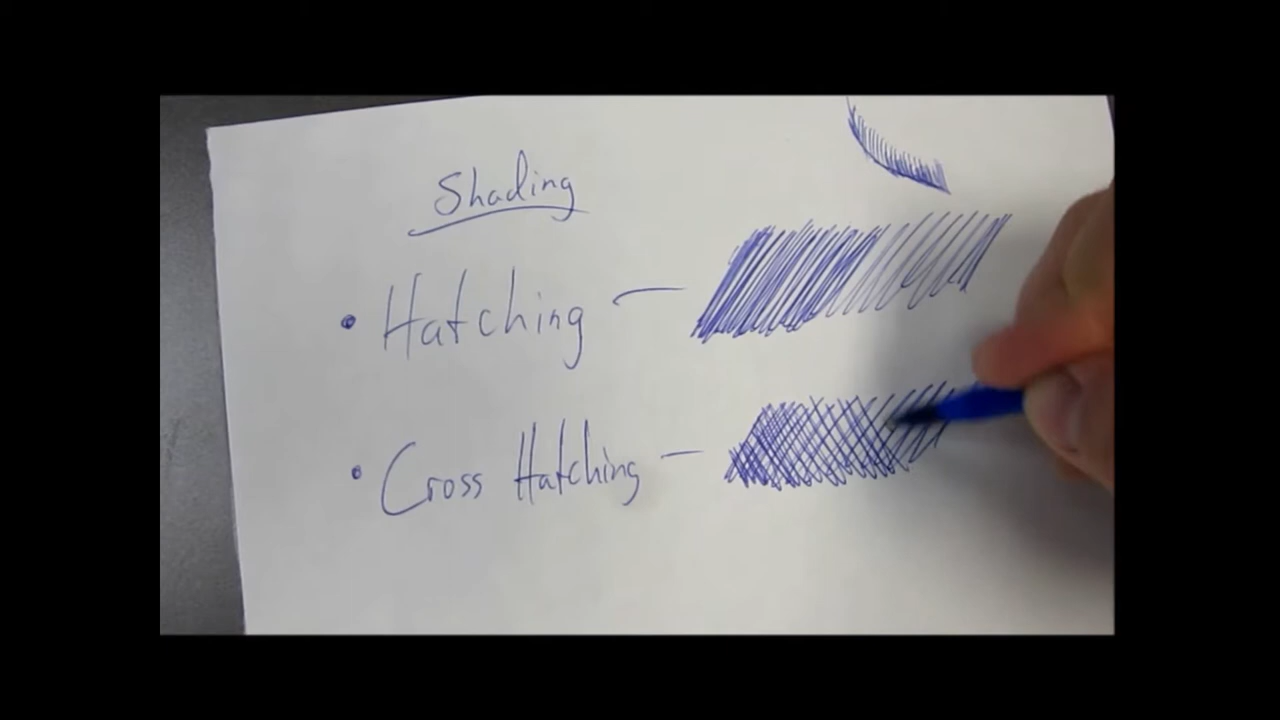 Shading
• Hatching —
• Cross Hatching —